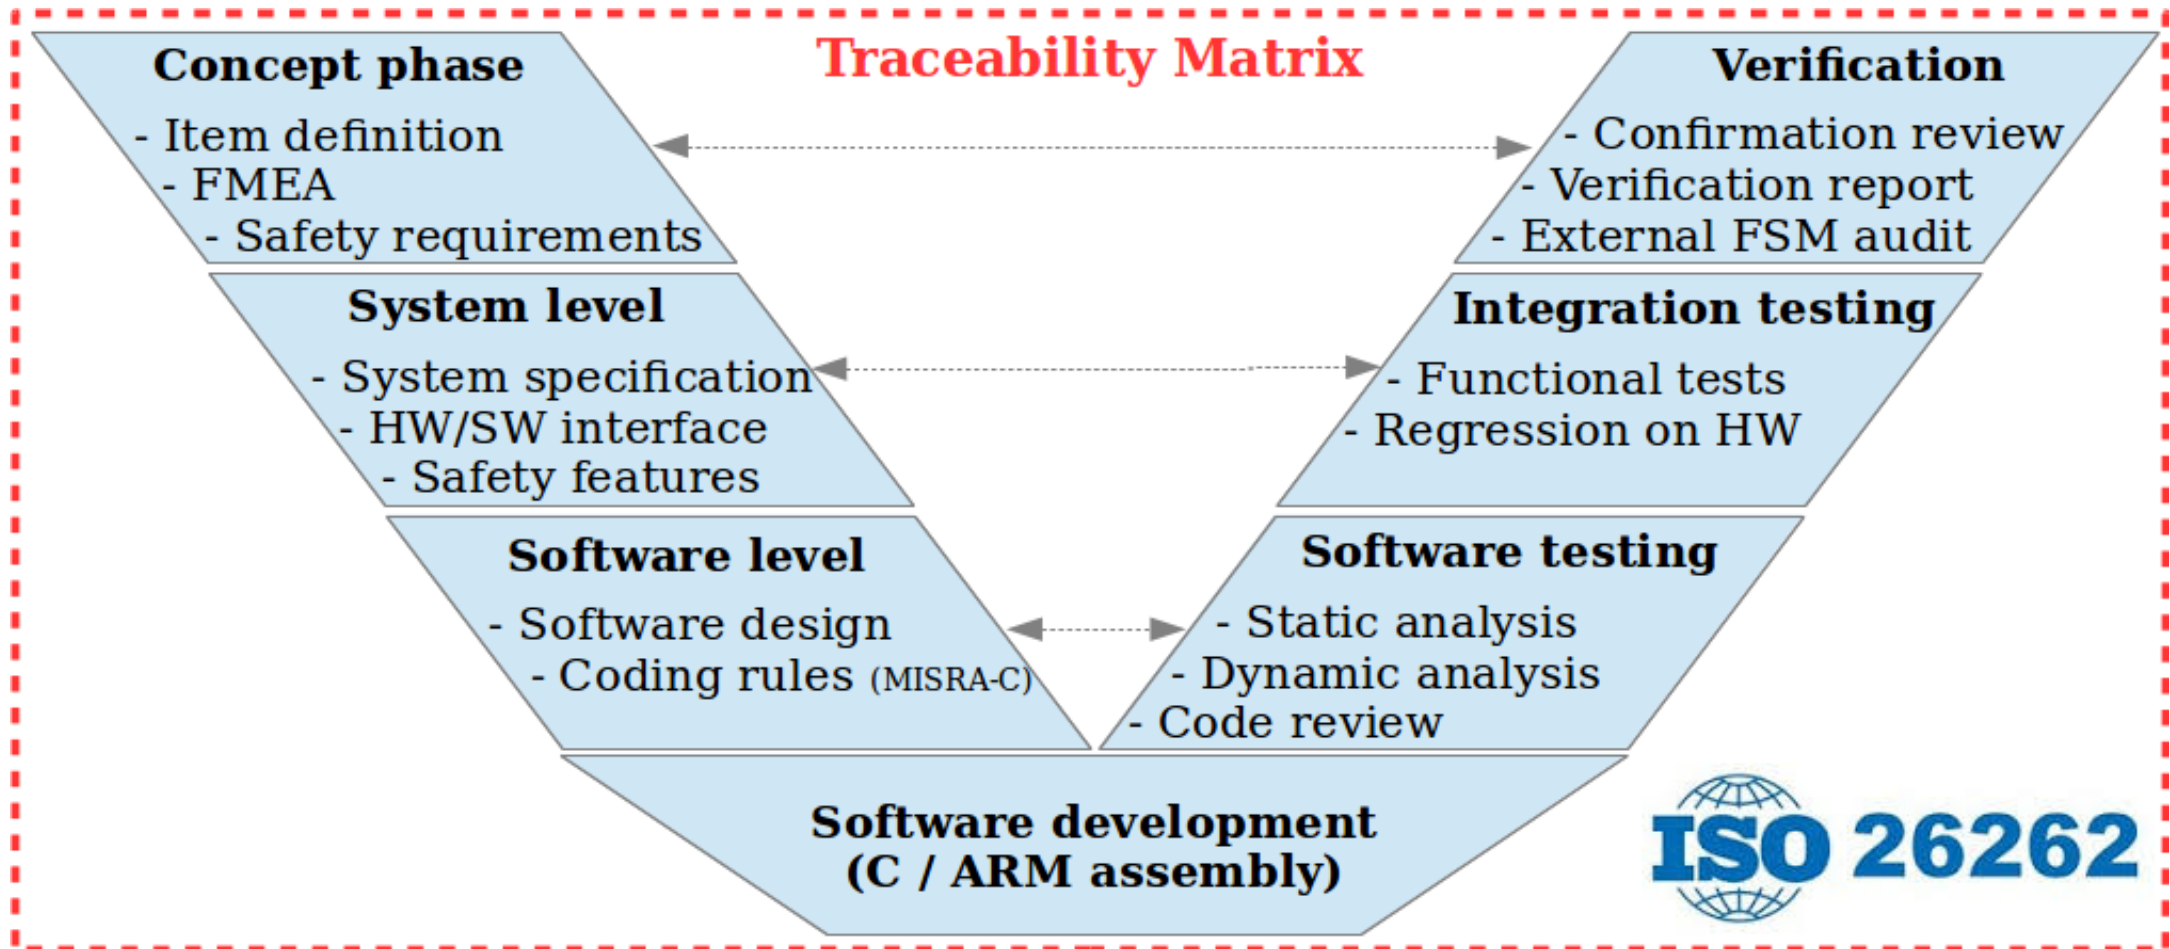 Traceability Matrix
Concept phase
- Item definition
- FMEA
- Safety requirements
System level
- System specification
- HW/SW interface
- Safety features
Software level
- Software design
- Coding rules (MISRA-C)
Software development
(C / ARM assembly)
Verification
- Confirmation review
- Verification report
- External FSM audit
Integration testing
- Functional tests
- Regression on HW
Software testing
- Static analysis
- Dynamic analysis
- Code review
ISO 26262